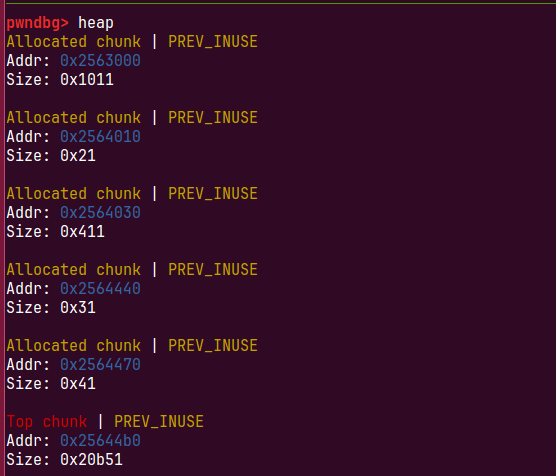 pwndbg> heap
Allocated chunk | PREV_INUSE
Addr: 0x2563000
Size: 0x1011
Allocated chunk | PREV_INUSE
Addr: 0x2564010
Size: 0x21
Allocated chunk | PREV_INUSE
Addr: 0x2564030
Size: 0x411
Allocated chunk | PREV_INUSE
Addr: 0x2564440
Size: 0x31
Allocated chunk | PREV_INUSE
Addr: 0x2564470
Size: 0x41
Top chunk | PREV_INUSE
Addr: 0x25644b0
Size: 0x20b51